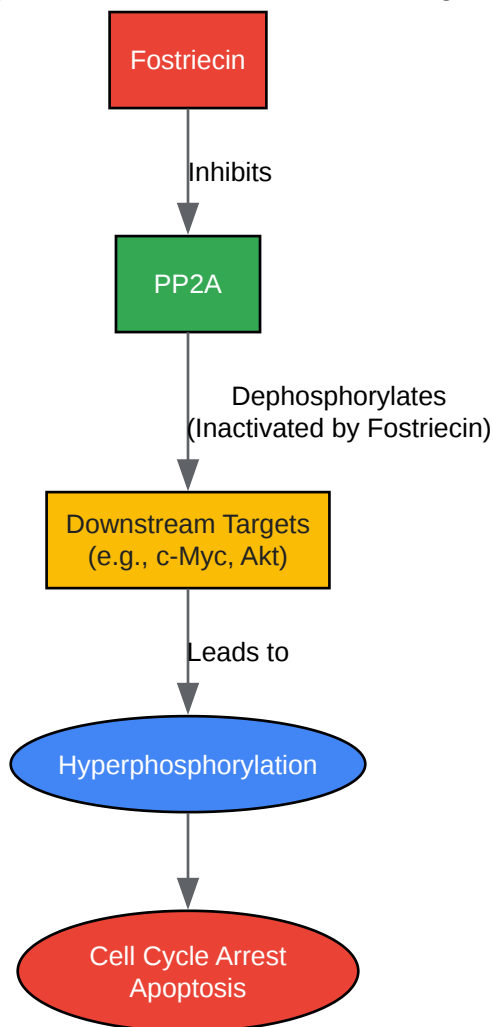 Fostriecin
Inhibits
PP2A
Dephosphorylates
(Inactivated by Fostriecin)
Downstream Targets
(e.g., c-Myc, Akt)
Leads to
Hyperphosphorylation
Cell Cycle Arrest
Apoptosis